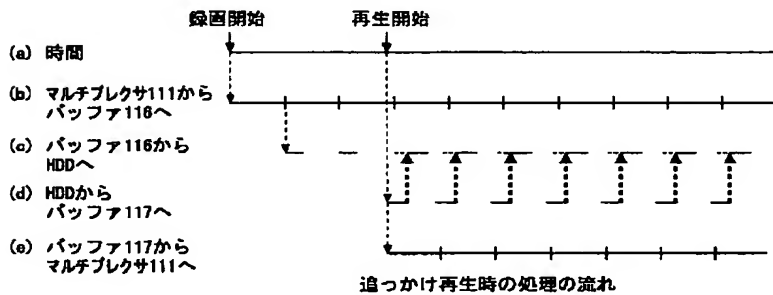 録画開始 再生開始
(a) 時間
(b) マルチプレクサ111から
バッファ116へ
(c) バッファ116から
HDDへ
(d) HDDから
バッファ117へ
(e) バッファ117から
マルチプレクサ111へ
追っかけ再生時の処理の流れ